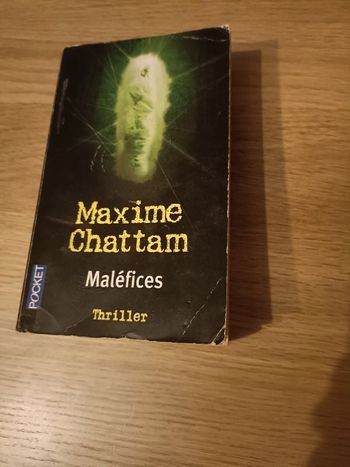 Maxime
Chattam
Maléfices
Thriller
POCKET